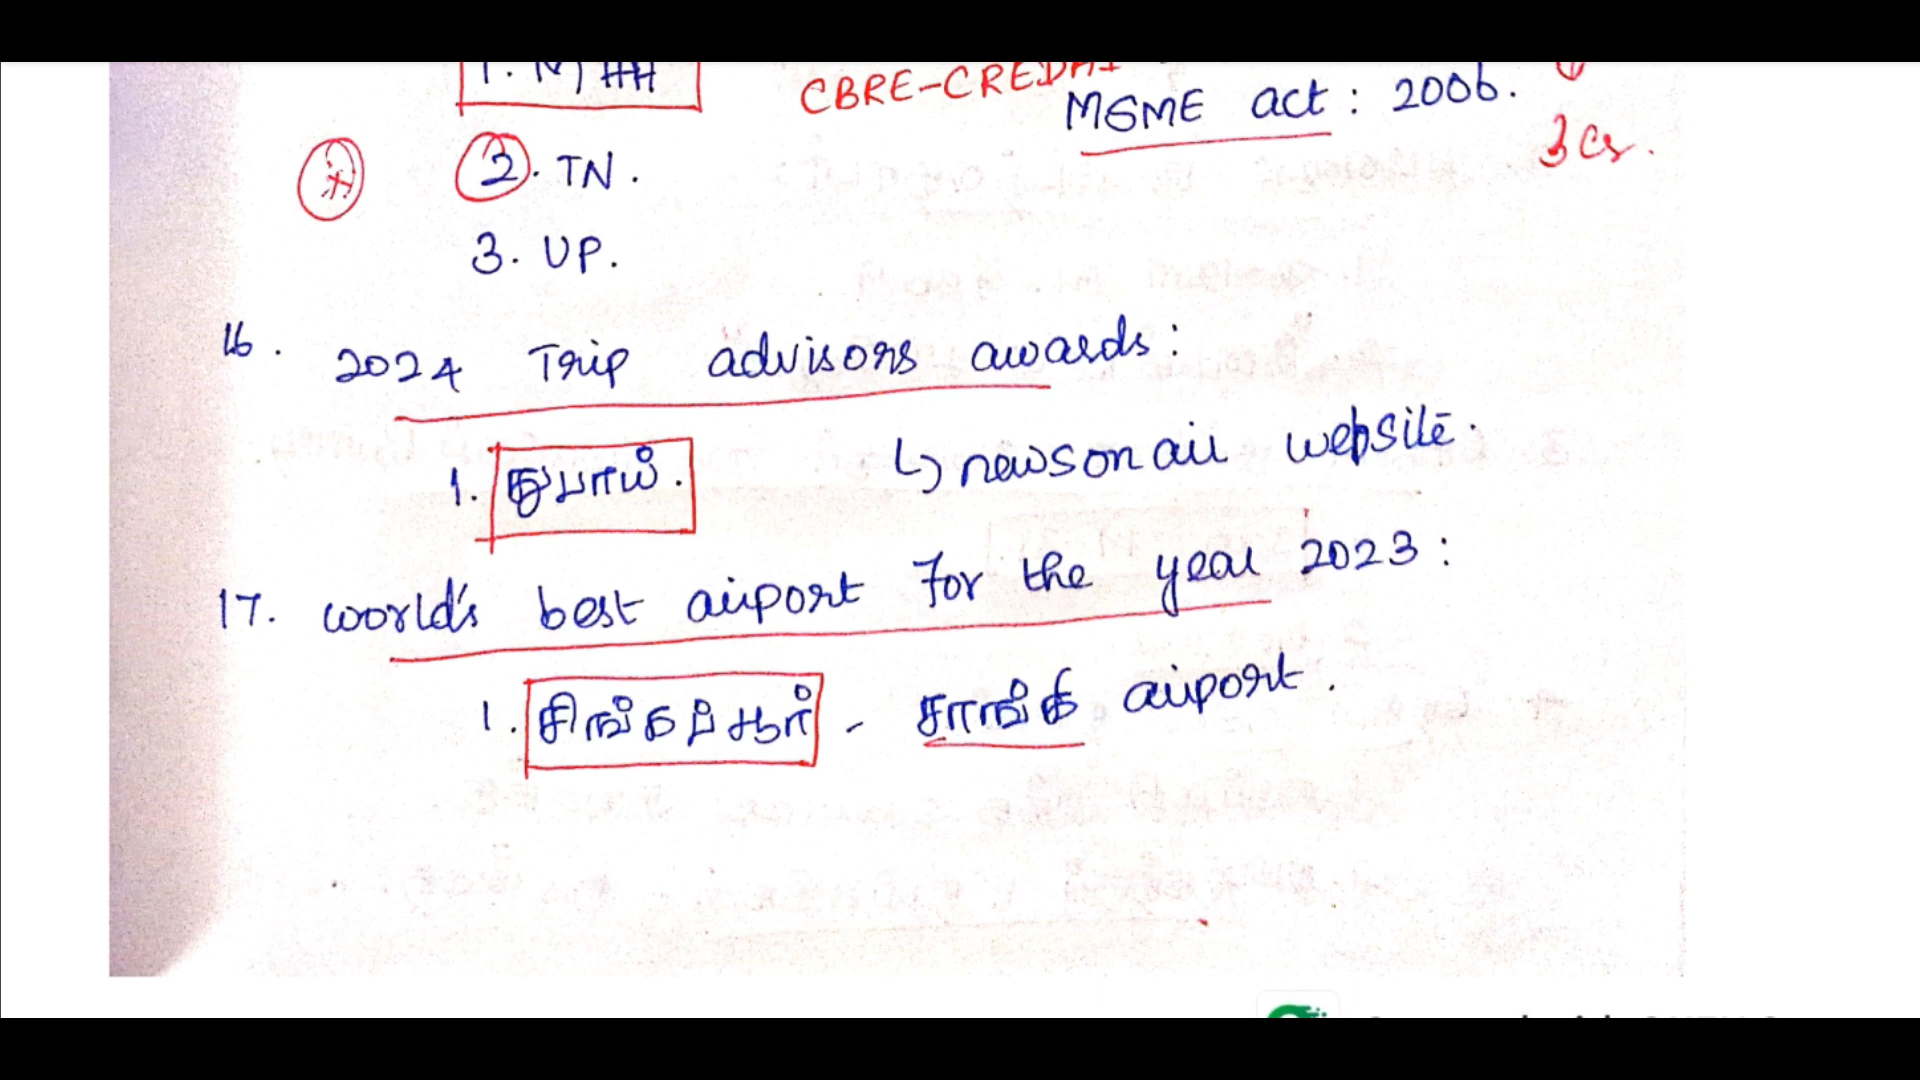 CBRE-CREDAI
MSME act : 2006.
3 Cr.
2. TN.
3. UP.
16. 2024 Trip advisors awards :
↳ newsonair website.
1. துபாய்.
17. world's best airport for the year 2023 :
1. சிங்கப்பூர் - சாங்கி airport.